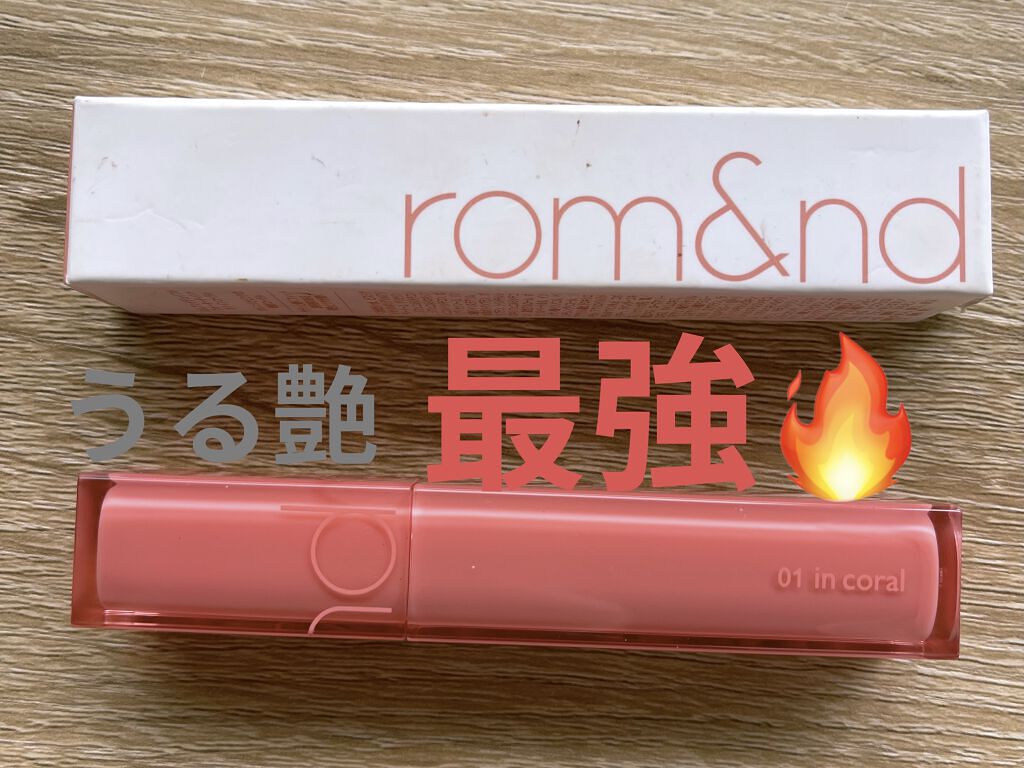 rom&nd
うる艶 最強🔥
01 in coral